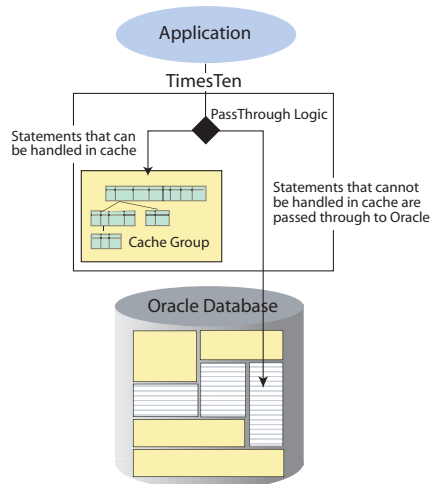 Application
TimesTen
PassThrough Logic
Statements that can
be handled in cache
Statements that cannot
be handled in cache are
passed through to Oracle
Cache Group
Oracle Database